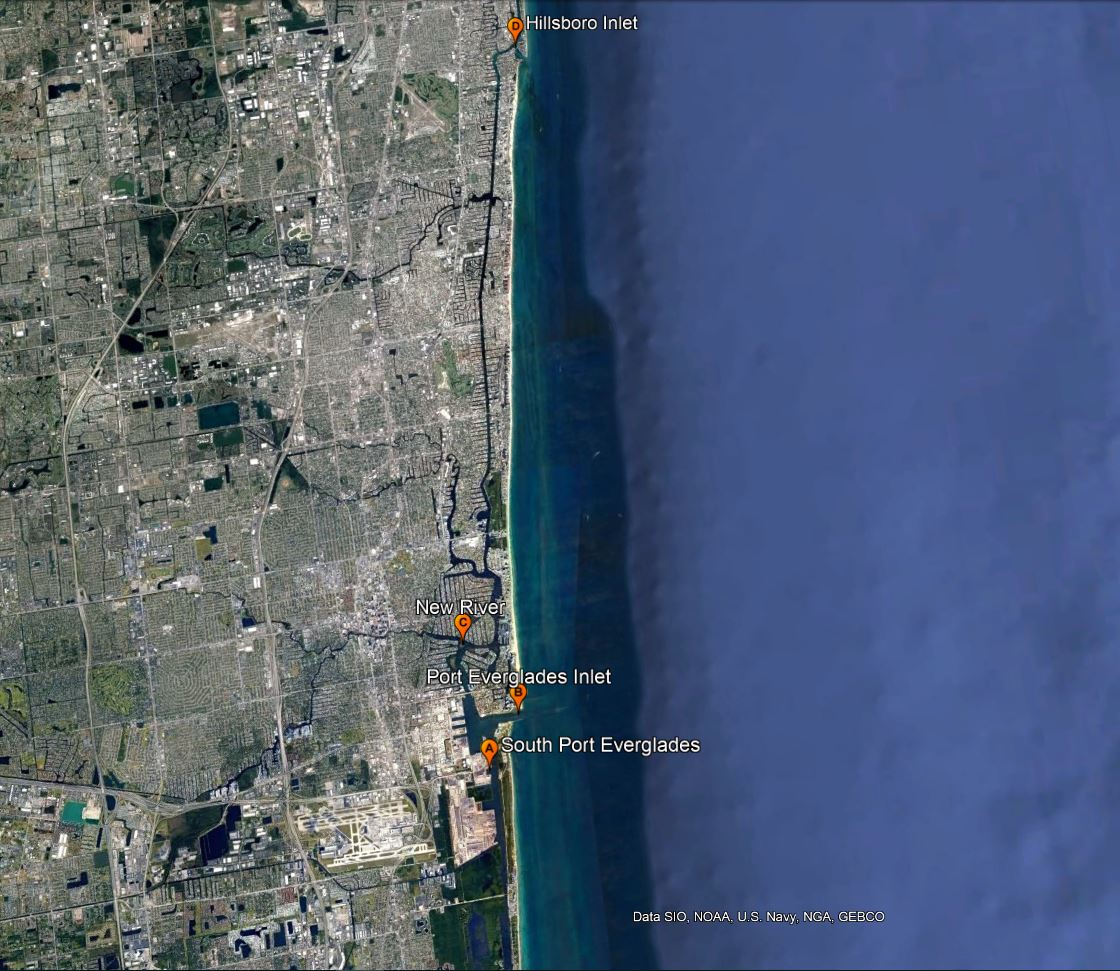 D Hillsboro Inlet
New River
C
Port Everglades Inlet
B
A South Port Everglades
Data SIO, NOAA, U.S. Navy, NGA, GEBCO